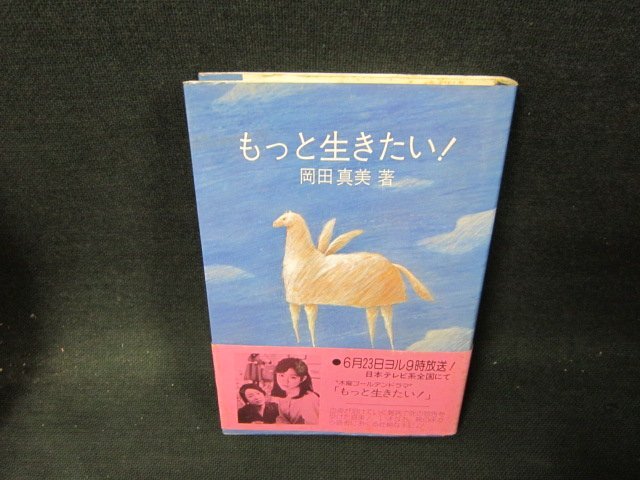 もっと生きたい!
岡田真美 著
●6月23日ヨル9時放送!
日本テレビ系全国にて
"木曜ゴールデンドラマ"
「もっと生きたい!」